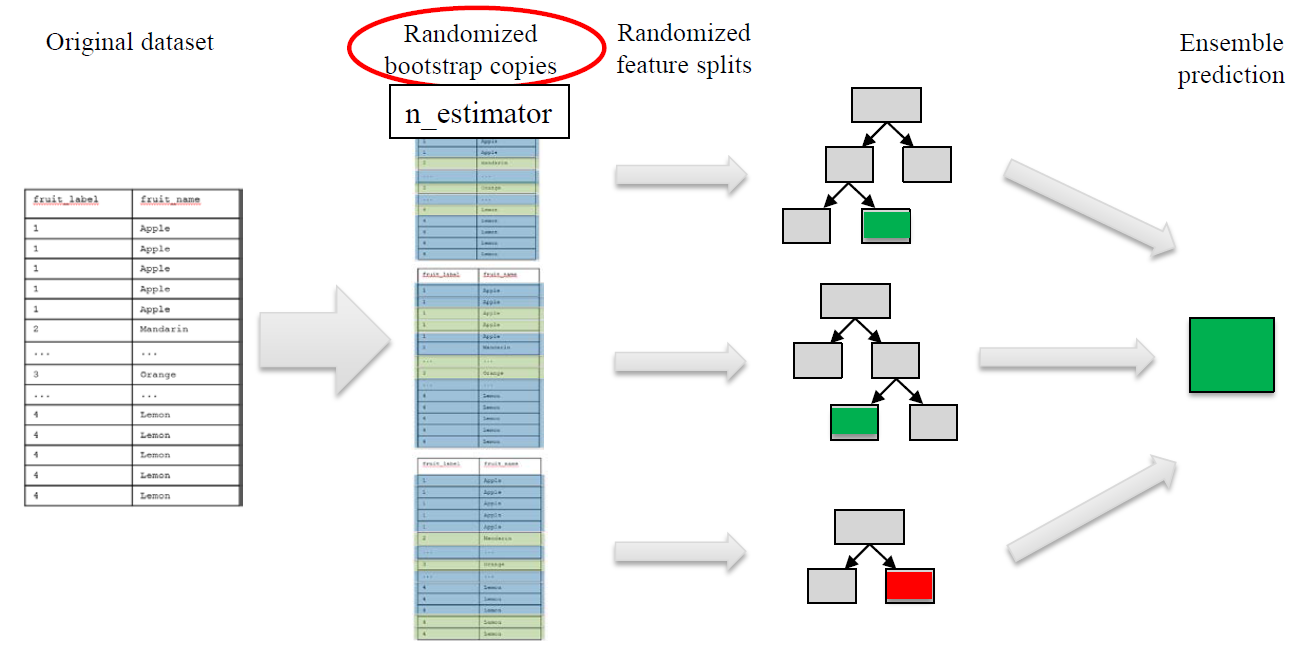 Original dataset
Randomized
bootstrap copies
Randomized
feature splits
Ensemble
prediction
n_estimator
fruit_label fruit_name
1 Apple
1 Apple
1 Apple
1 Apple
1 Apple
2 Mandarin
... ...
3 Orange
... ...
4 Lemon
4 Lemon
4 Lemon
4 Lemon
4 Lemon
1 Apple
1 Apple
2 Mandarin
... ...
3 Orange
... ...
4 Lemon
4 Lemon
4 Lemon
4 Lemon
4 Lemon
fruit_label fruit_name
1 Apple
1 Apple
1 Apple
1 Apple
1 Apple
2 Mandarin
... ...
3 Orange
... ...
4 Lemon
4 Lemon
4 Lemon
4 Lemon
4 Lemon
fruit_label fruit_name
1 Apple
1 Apple
1 Apple
1 Apple
1 Apple
2 Mandarin
... ...
3 Orange
... ...
4 Lemon
4 Lemon
4 Lemon
4 Lemon
4 Lemon